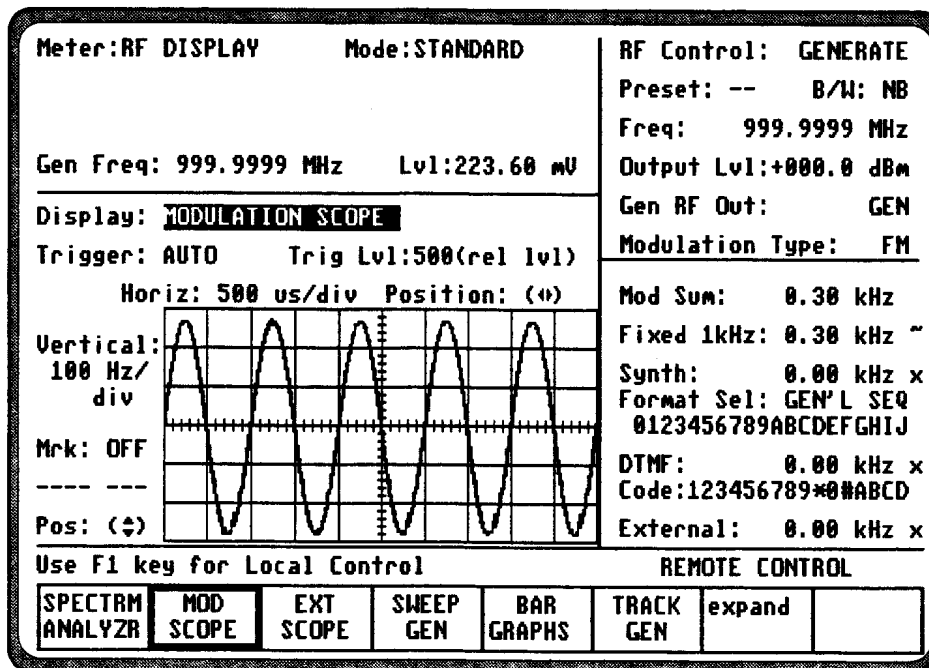 Meter:RF DISPLAY Mode:STANDARD
Gen Freq: 999.9999 MHz Lvl:223.60 mV
Display: MODULATION SCOPE
Trigger: AUTO Trig Lvl:500(rel lvl)
Horiz: 500 us/div Position: (◂▸)
Vertical:
100 Hz/
div
Mrk: OFF
---- ---
Pos: (▴▾)
RF Control: GENERATE
Preset: -- B/W: NB
Freq: 999.9999 MHz
Output Lvl:+000.0 dBm
Gen RF Out: GEN
Modulation Type: FM
Mod Sum: 0.30 kHz
Fixed 1kHz: 0.30 kHz ~
Synth: 0.00 kHz x
Format Sel: GEN'L SEQ
0123456789ABCDEFGHIJ
DTMF: 0.00 kHz x
Code:123456789*0#ABCD
External: 0.00 kHz x
Use F1 key for Local Control REMOTE CONTROL
SPECTRM ANALYZR
MOD SCOPE
EXT SCOPE
SWEEP GEN
BAR GRAPHS
TRACK GEN
expand